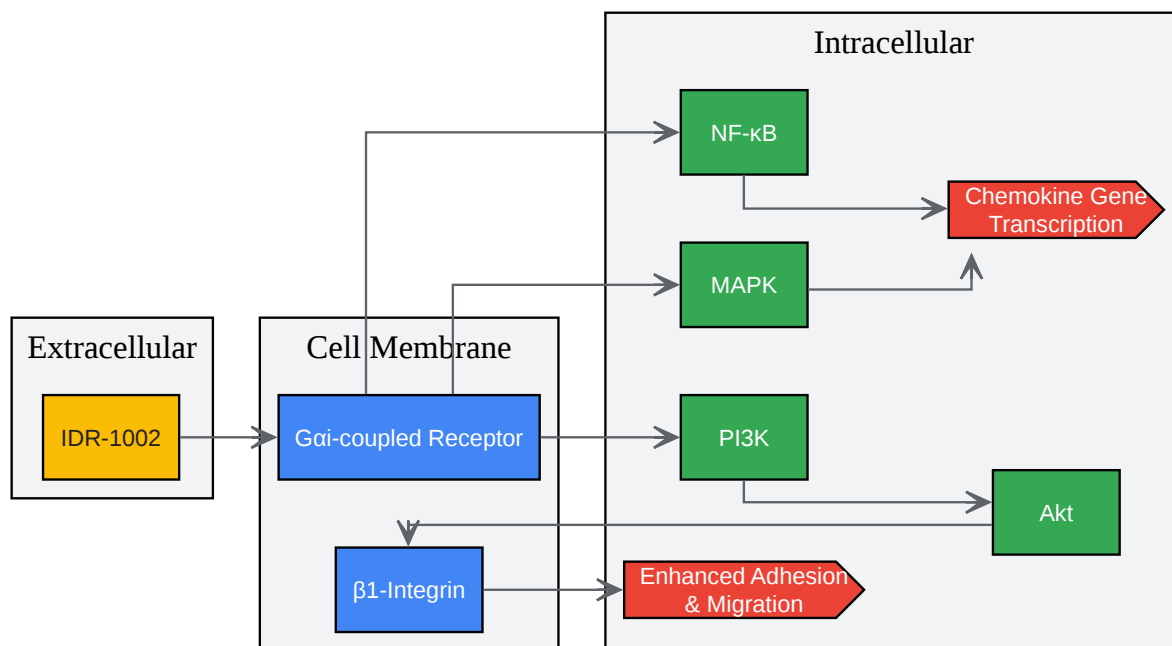 Extracellular
IDR-1002
Cell Membrane
Gαi-coupled Receptor
β1-Integrin
Intracellular
NF-κB
Chemokine Gene
Transcription
MAPK
PI3K
Akt
Enhanced Adhesion
& Migration